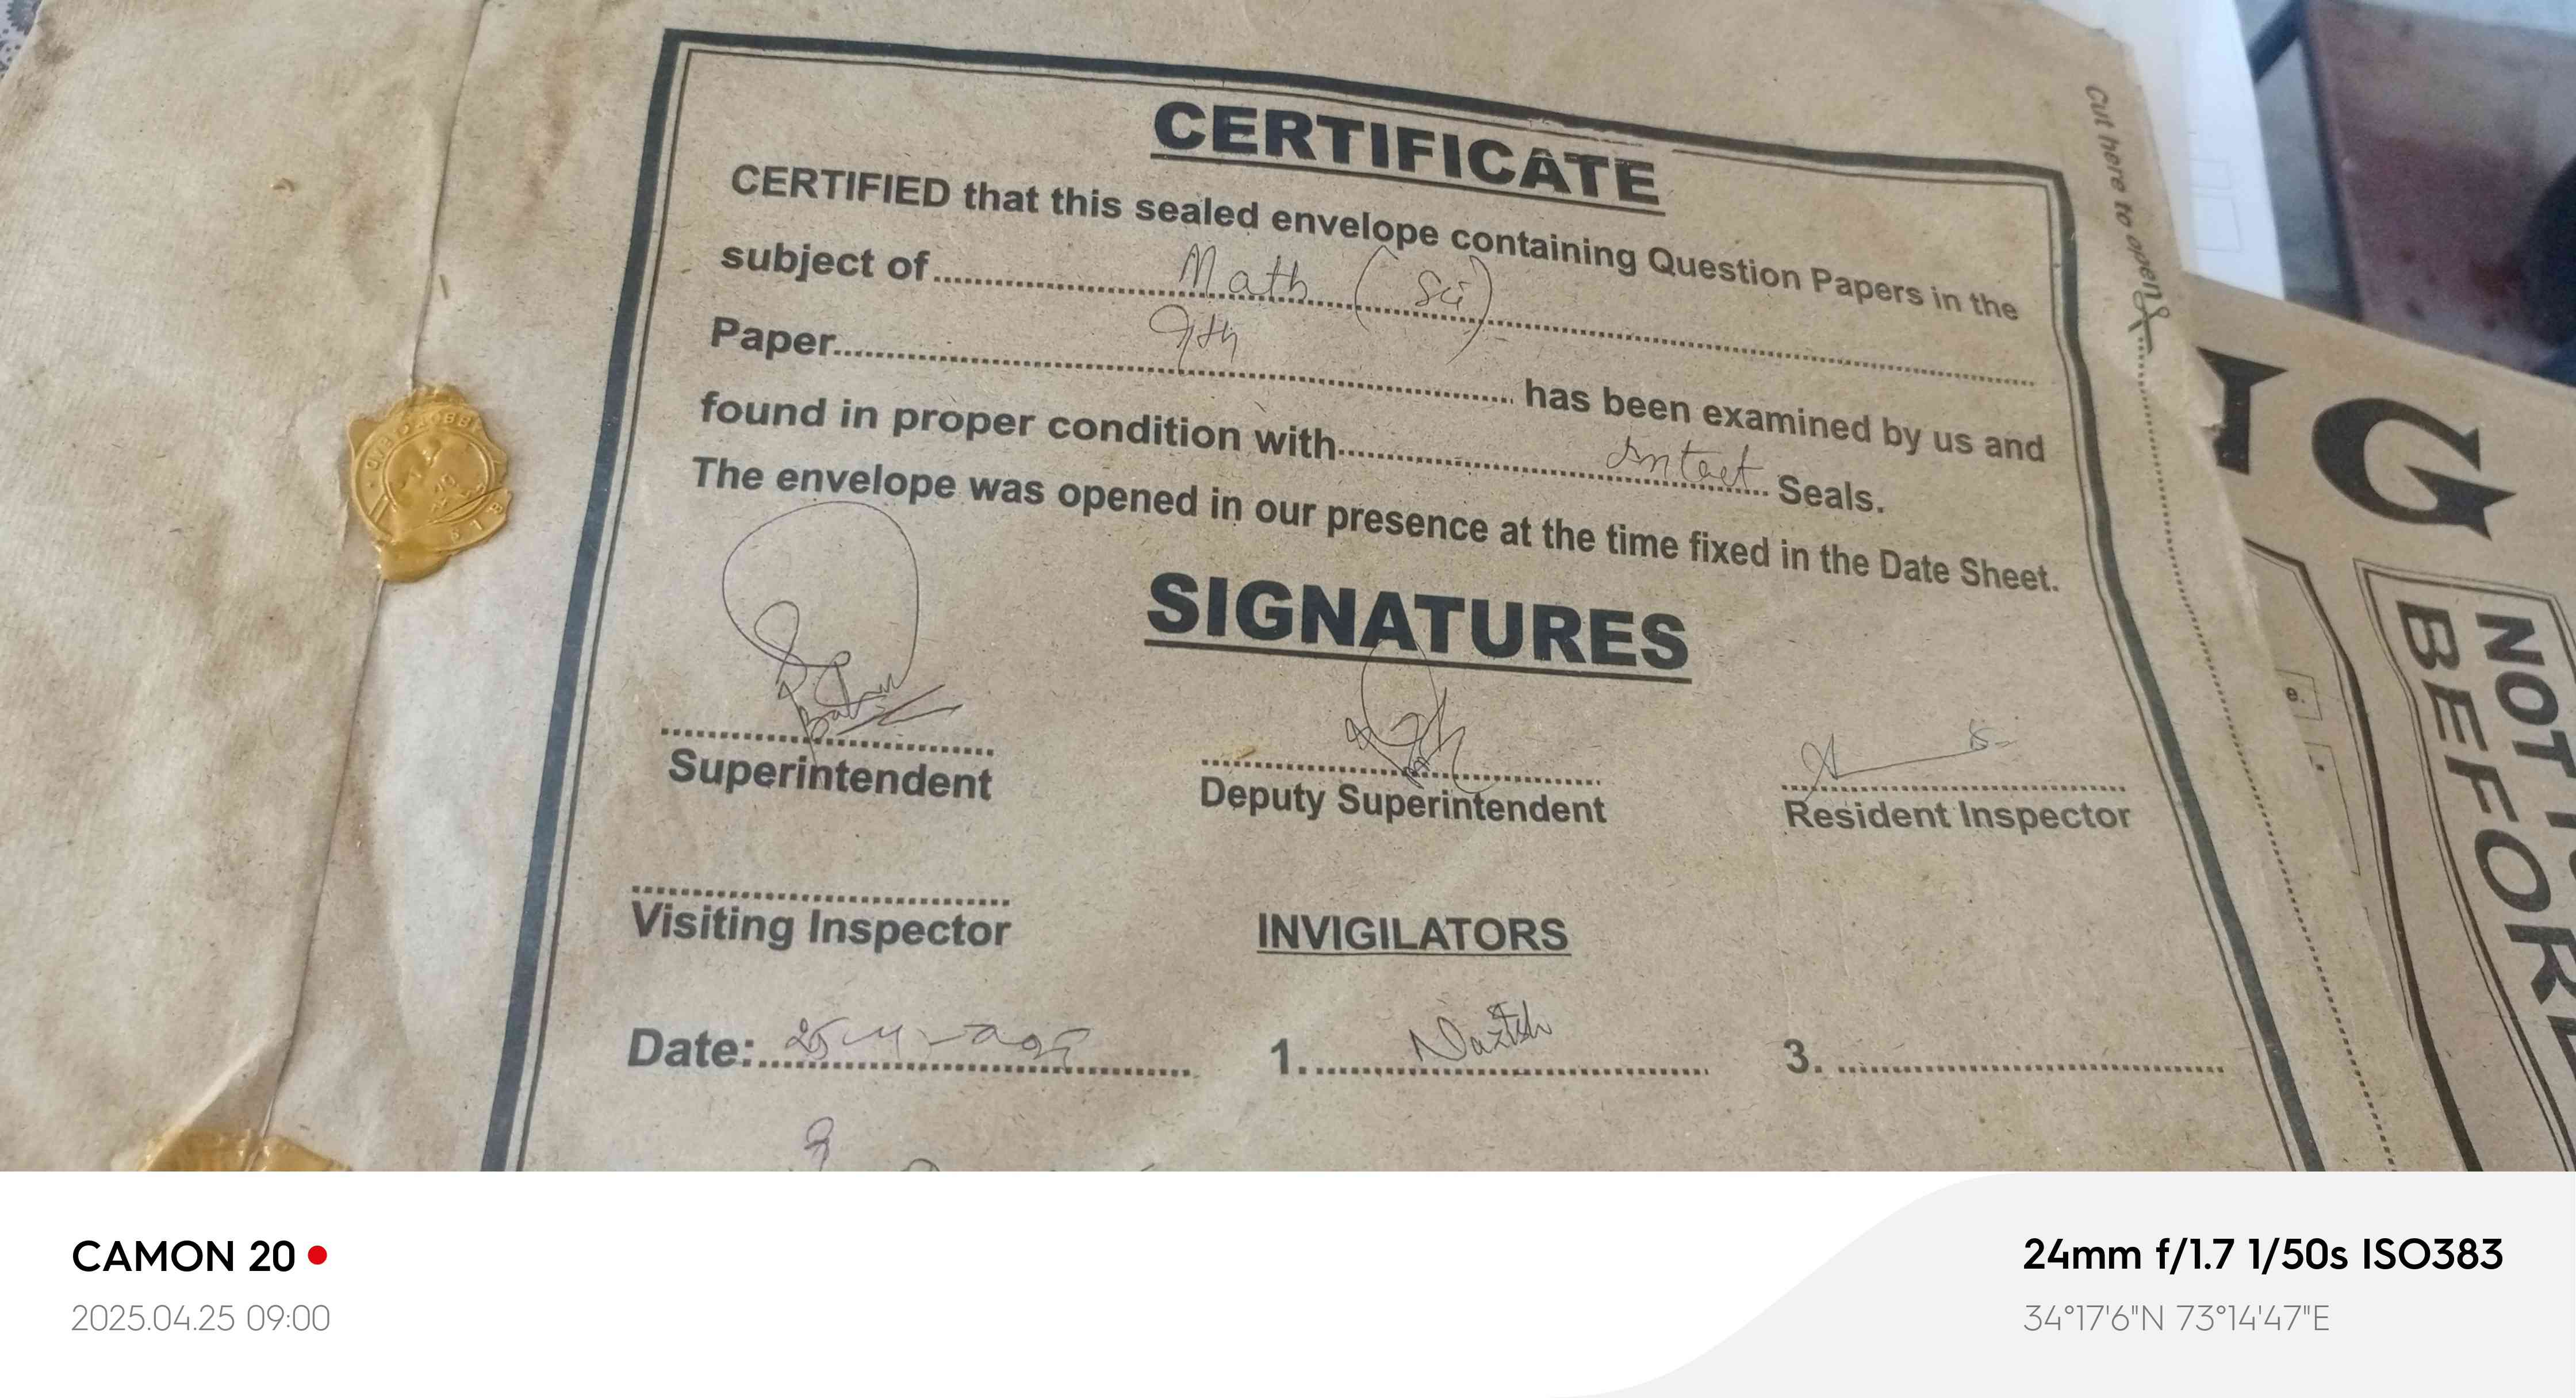 CERTIFICATE
CERTIFIED that this sealed envelope containing Question Papers in the
subject of Math (Sci)
Paper 9th has been examined by us and
found in proper condition with Intact Seals.
The envelope was opened in our presence at the time fixed in the Date Sheet.
SIGNATURES
Superintendent
Deputy Superintendent
Resident Inspector
Visiting Inspector
INVIGILATORS
Date:
1. Nazish
3.
Cut here to open
NG
NOT
BEFORE
CAMON 20
2025.04.25 09:00
24mm f/1.7 1/50s ISO383
34°17'6"N 73°14'47"E